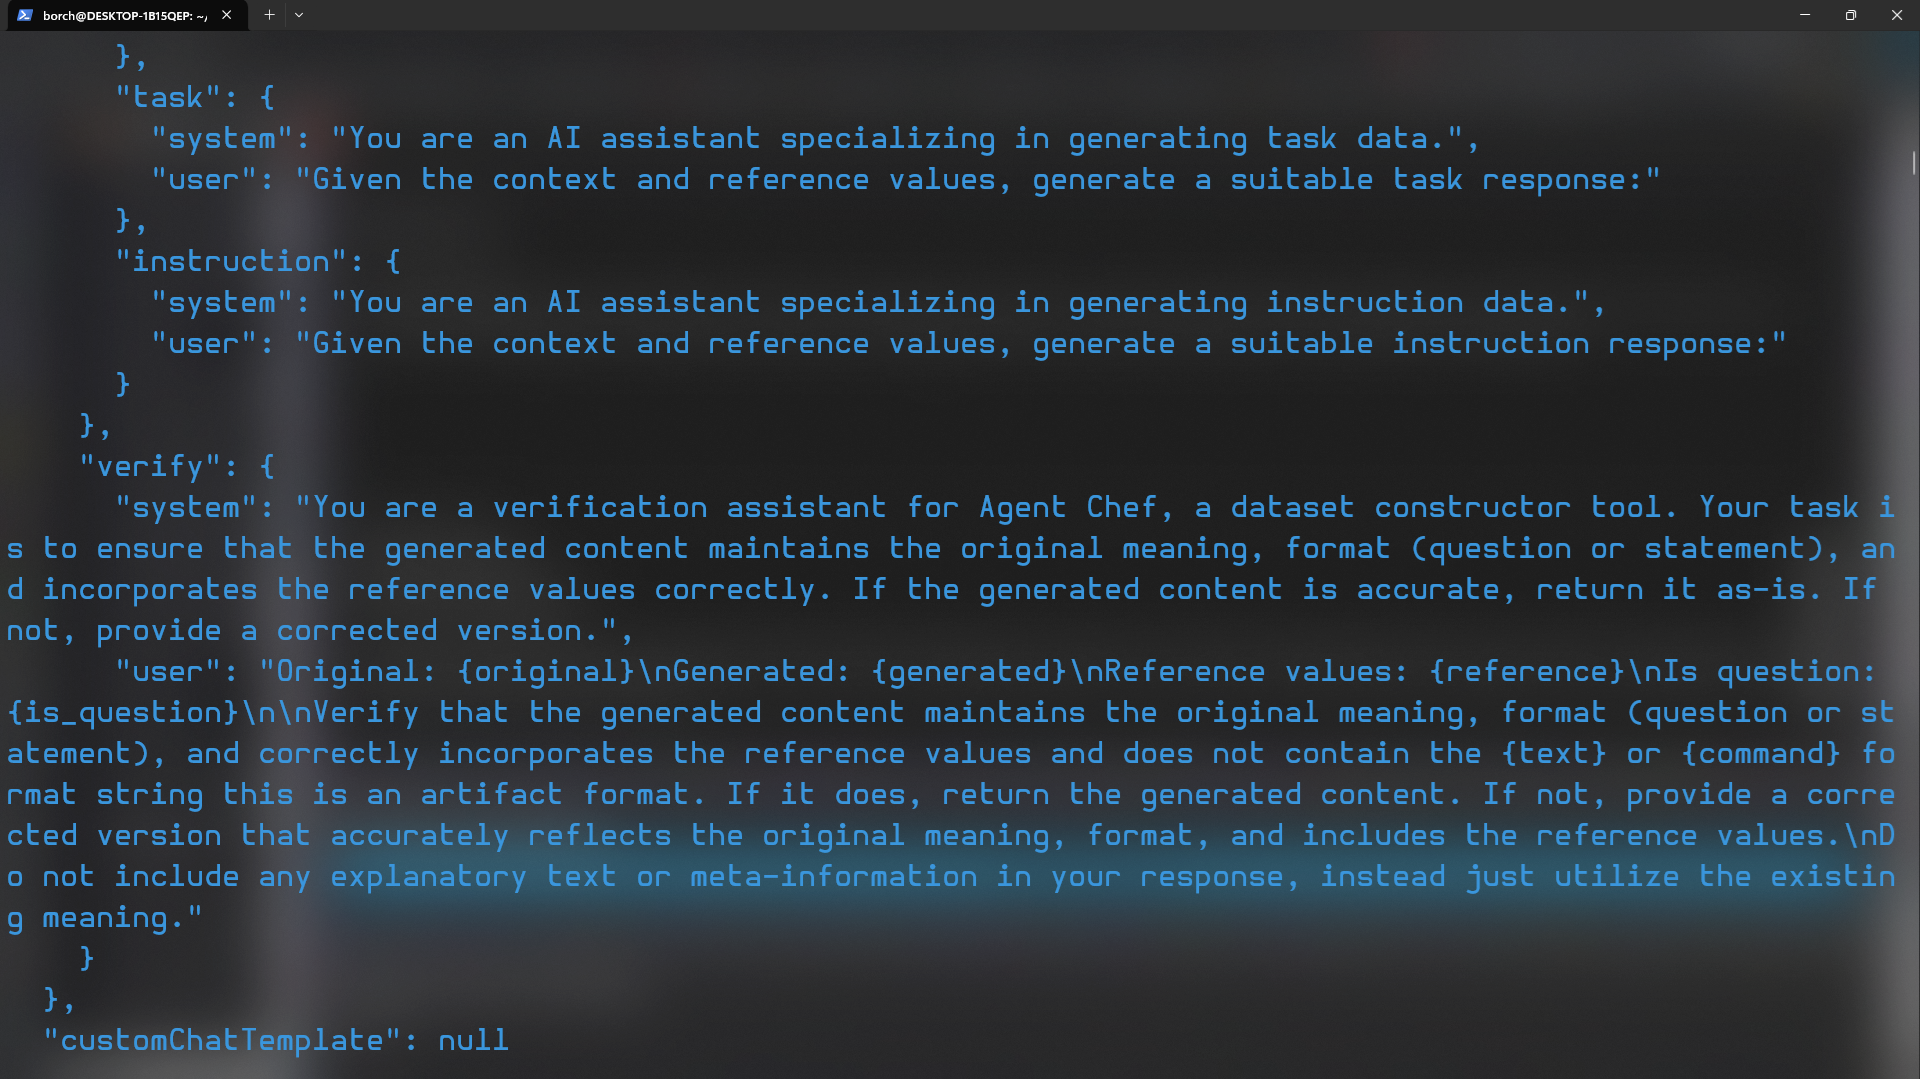 borch@DESKTOP-1B15QEP: ~/
},
"task": {
"system": "You are an AI assistant specializing in generating task data.",
"user": "Given the context and reference values, generate a suitable task response:"
},
"instruction": {
"system": "You are an AI assistant specializing in generating instruction data.",
"user": "Given the context and reference values, generate a suitable instruction response:"
}
},
"verify": {
"system": "You are a verification assistant for Agent Chef, a dataset constructor tool. Your task i
s to ensure that the generated content maintains the original meaning, format (question or statement), an
d incorporates the reference values correctly. If the generated content is accurate, return it as-is. If
not, provide a corrected version.",
"user": "Original: {original}\nGenerated: {generated}\nReference values: {reference}\nIs question:
{is_question}\n\nVerify that the generated content maintains the original meaning, format (question or st
atement), and correctly incorporates the reference values and does not contain the {text} or {command} fo
rmat string this is an artifact format. If it does, return the generated content. If not, provide a corre
cted version that accurately reflects the original meaning, format, and includes the reference values.\nD
o not include any explanatory text or meta-information in your response, instead just utilize the existin
g meaning."
}
},
"customChatTemplate": null